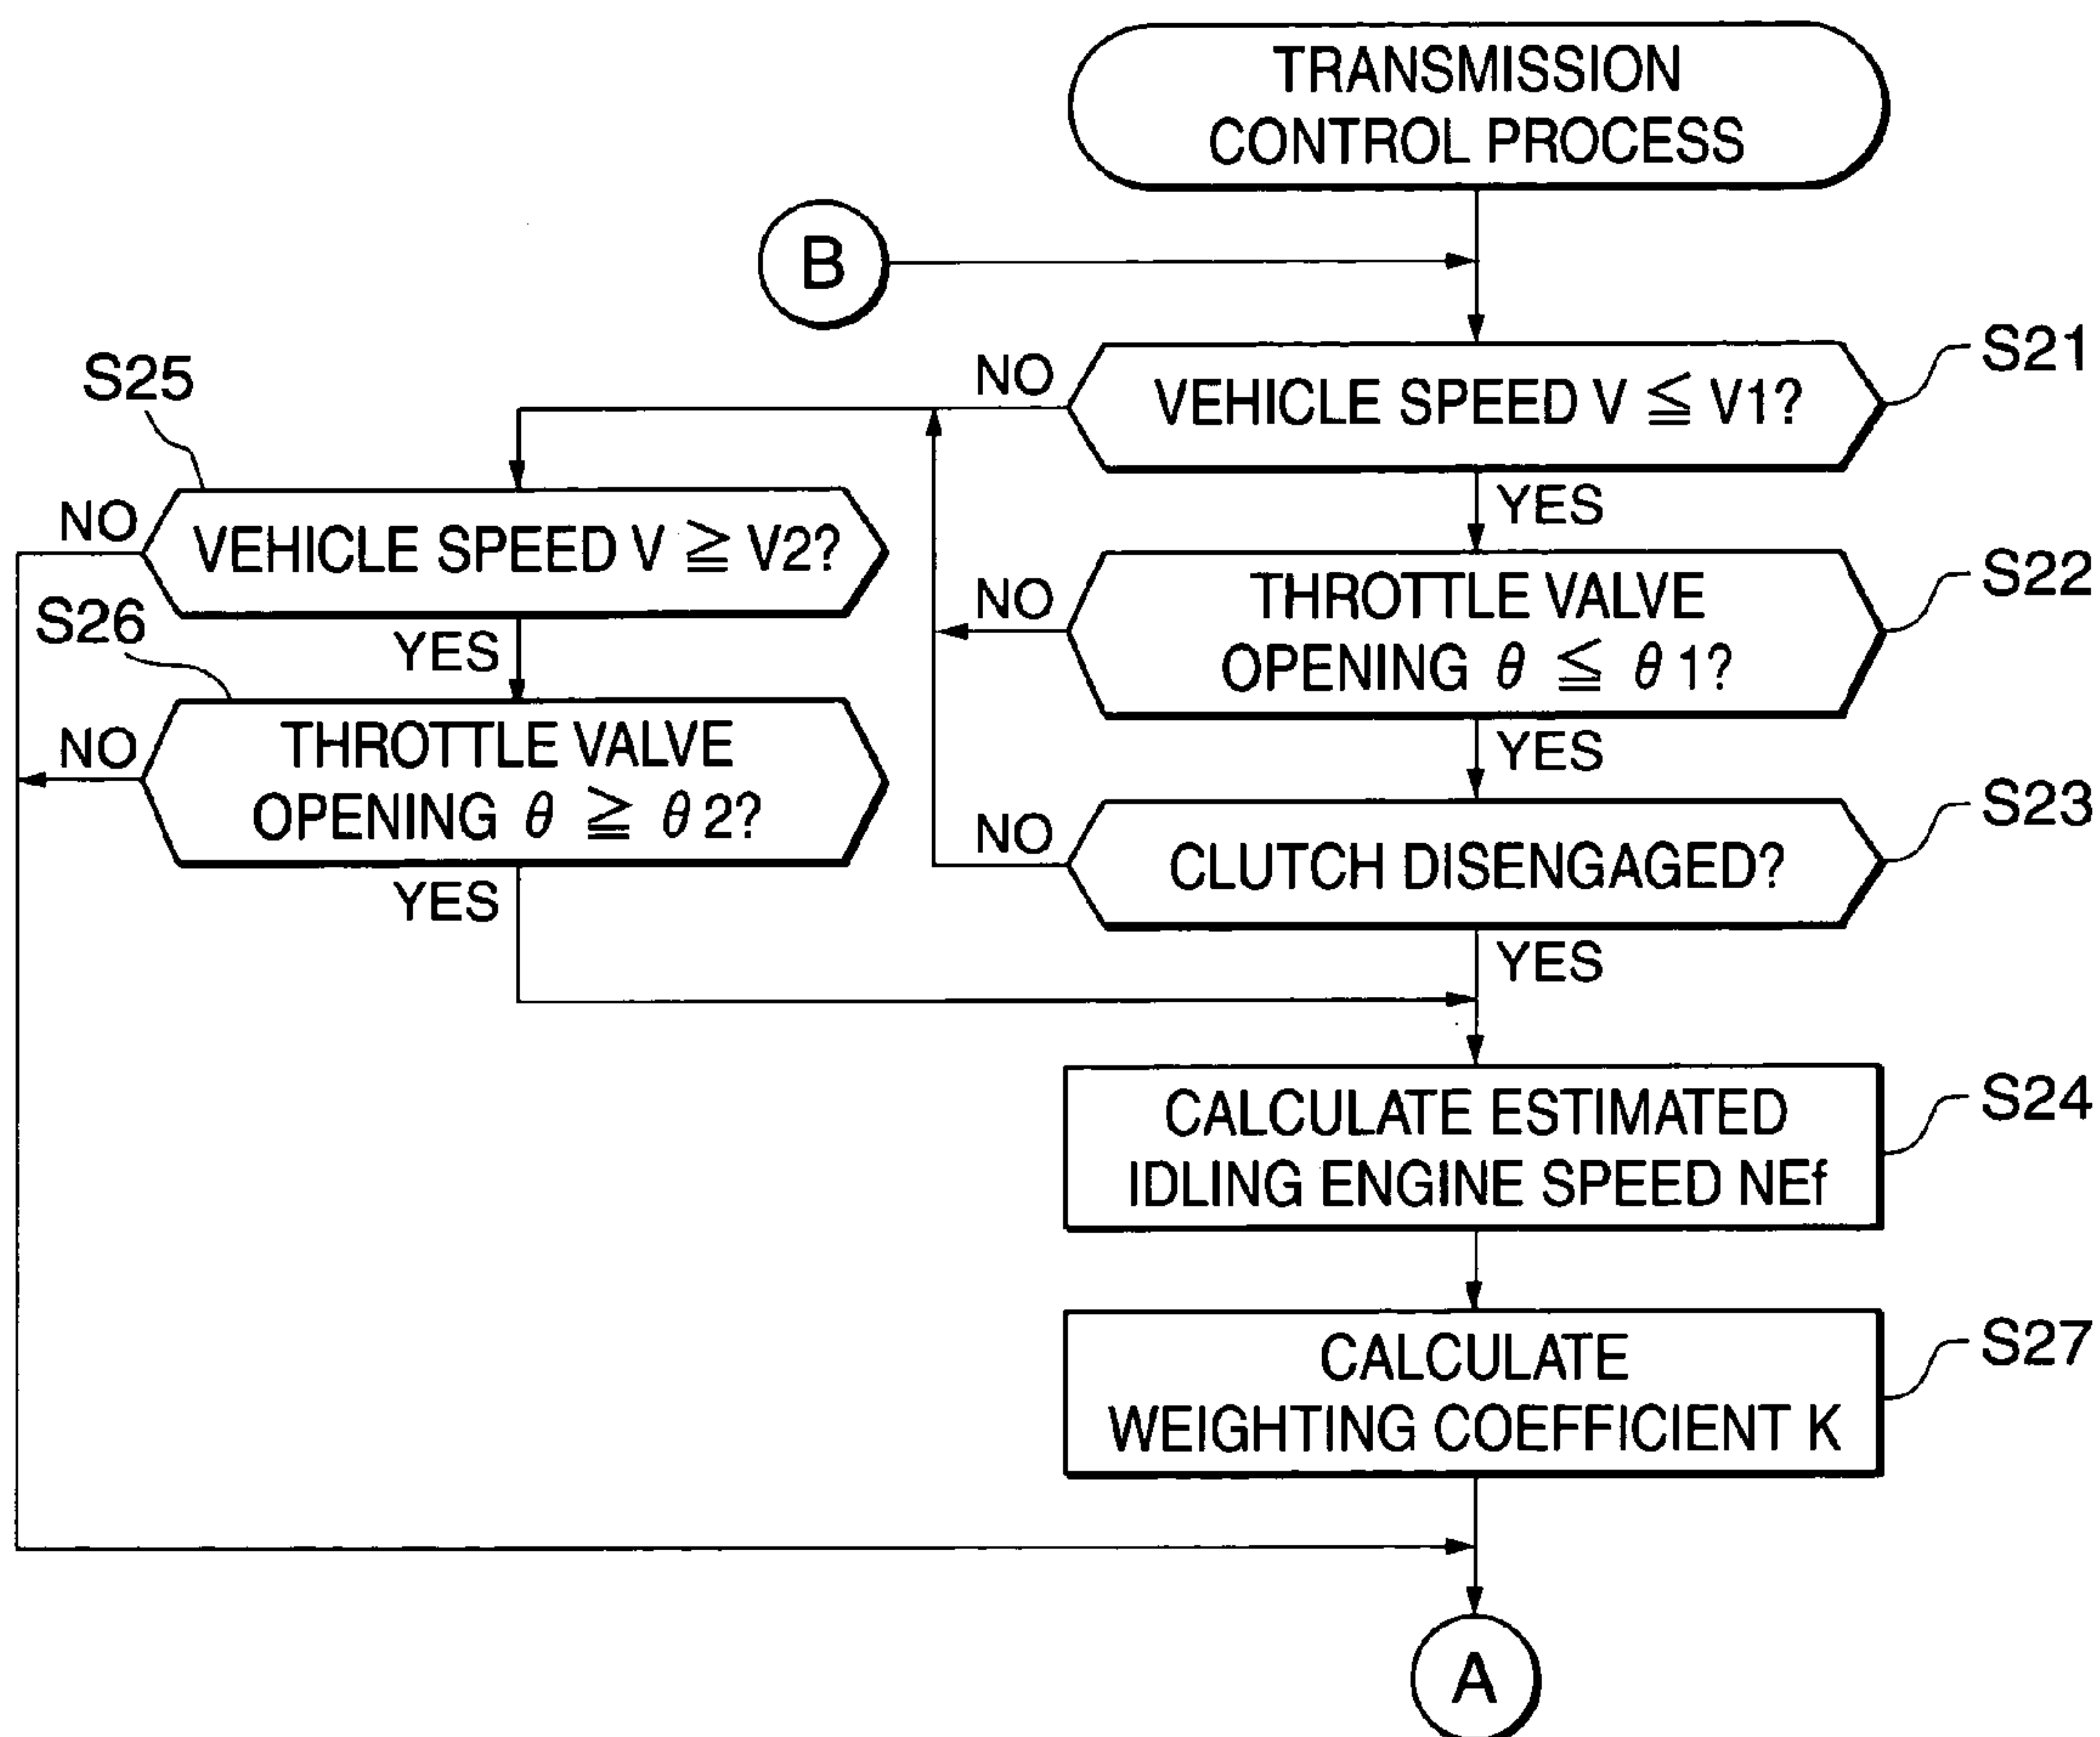 TRANSMISSION
CONTROL PROCESS
B
S21
NO
VEHICLE SPEED V ≦ V1?
YES
S25
NO
VEHICLE SPEED V ≧ V2?
YES
S22
NO
THROTTLE VALVE
OPENING θ ≦ θ1?
YES
S26
NO
THROTTLE VALVE
OPENING θ ≧ θ2?
YES
S23
NO
CLUTCH DISENGAGED?
YES
S24
CALCULATE ESTIMATED
IDLING ENGINE SPEED NEf
S27
CALCULATE
WEIGHTING COEFFICIENT K
A